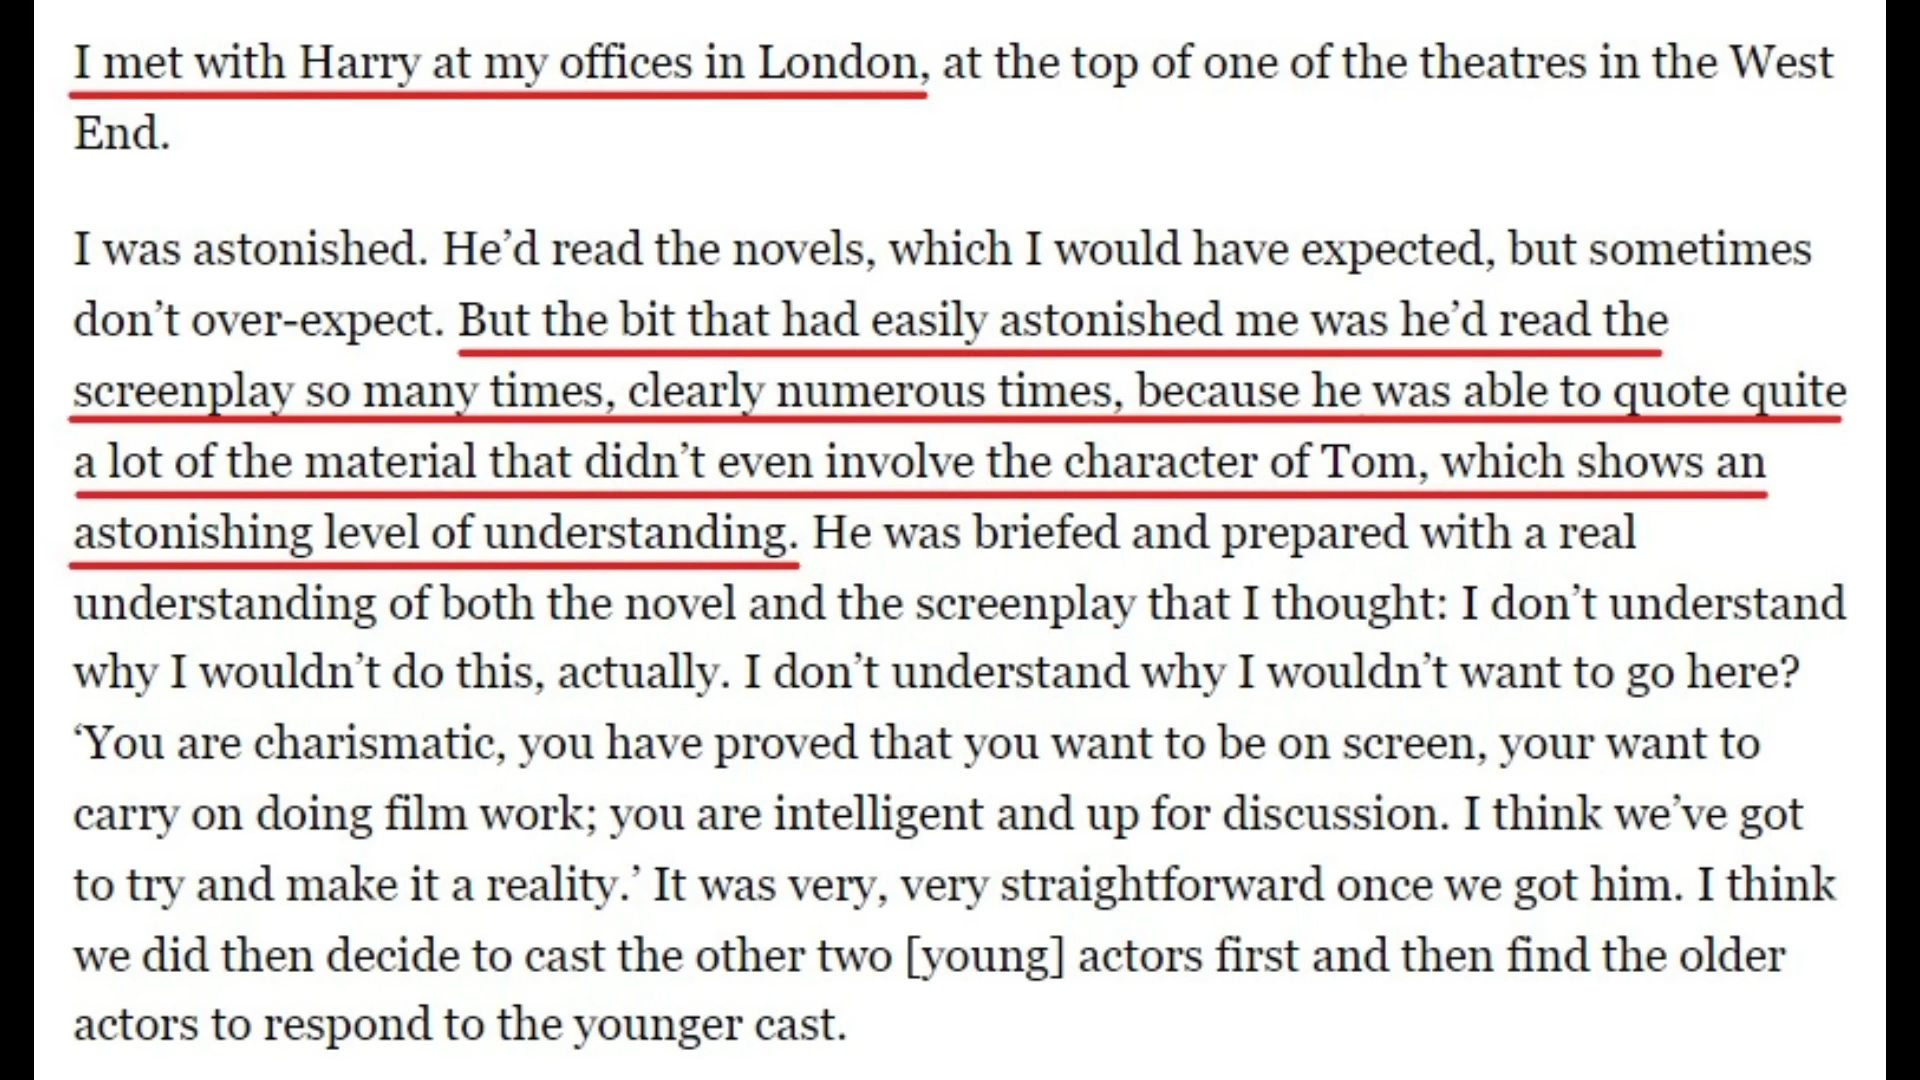 I met with Harry at my offices in London, at the top of one of the theatres in the West
End.
I was astonished. He’d read the novels, which I would have expected, but sometimes
don’t over-expect. But the bit that had easily astonished me was he’d read the
screenplay so many times, clearly numerous times, because he was able to quote quite
a lot of the material that didn’t even involve the character of Tom, which shows an
astonishing level of understanding. He was briefed and prepared with a real
understanding of both the novel and the screenplay that I thought: I don’t understand
why I wouldn’t do this, actually. I don’t understand why I wouldn’t want to go here?
‘You are charismatic, you have proved that you want to be on screen, your want to
carry on doing film work; you are intelligent and up for discussion. I think we’ve got
to try and make it a reality.’ It was very, very straightforward once we got him. I think
we did then decide to cast the other two [young] actors first and then find the older
actors to respond to the younger cast.